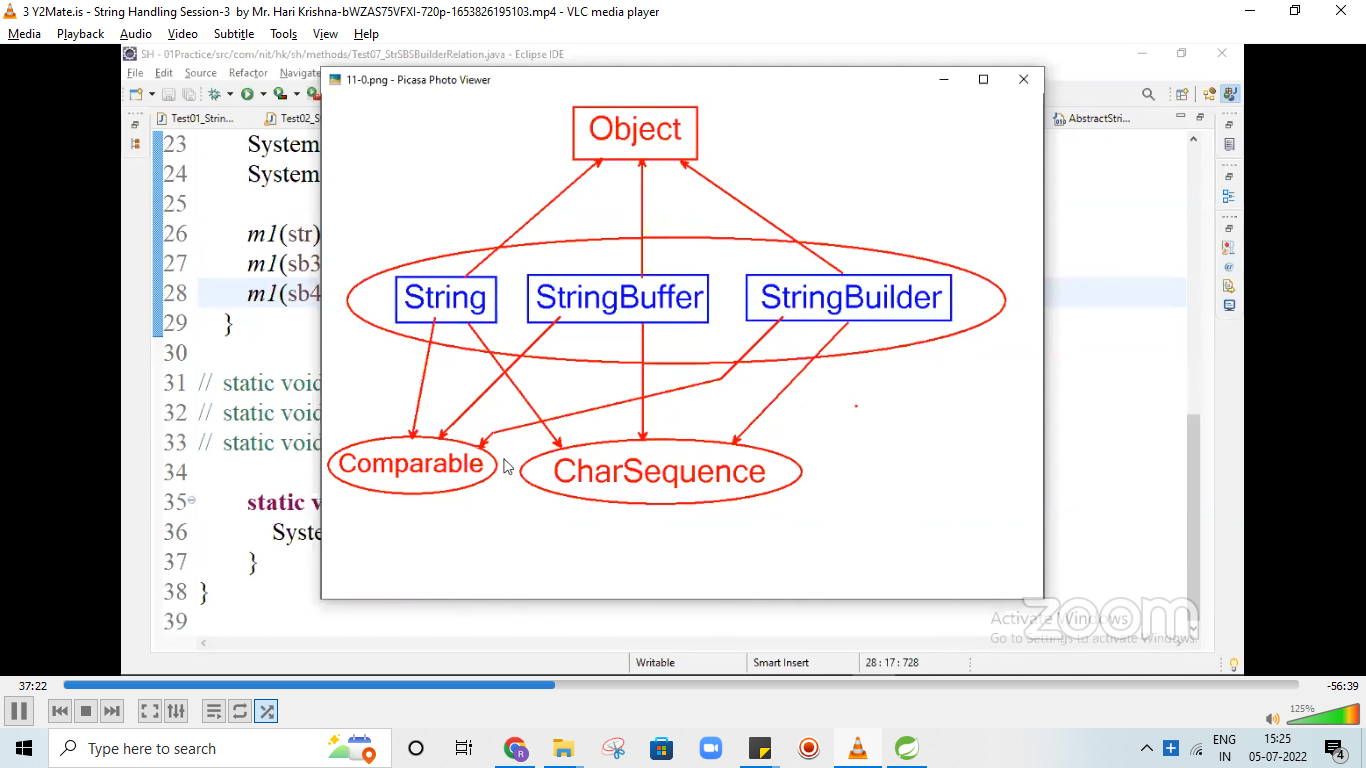 3 Y2Mate.is - String Handling Session-3 by Mr. Hari Krishna-bWZAS75VFXI-720p-1653826195103.mp4 - VLC media player
Media Playback Audio Video Subtitle Tools View Help
SH - 01Practice/src/com/nit/hk/sh/methods/Test07_StrSBSBuilderRelation.java - Eclipse IDE
File Edit Source Refactor Navigate
11-0.png - Picasa Photo Viewer
Test01_Strin...
Test02_S
AbstractStri...
Object
String
StringBuffer
StringBuilder
Comparable
CharSequence
23 System
24 System
25
26 m1(str)
27 m1(sb3
28 m1(sb4
29 }
30
31 // static void
32 // static void
33 // static void
34
35 static v
36 Syste
37 }
38 }
39
Activate Windows
Go to Settings to activate Windows.
zoom
Writable
Smart Insert
28 : 17 : 728
37:22
-56:39
125%
Type here to search
ENG
IN
15:25
05-07-2022
4